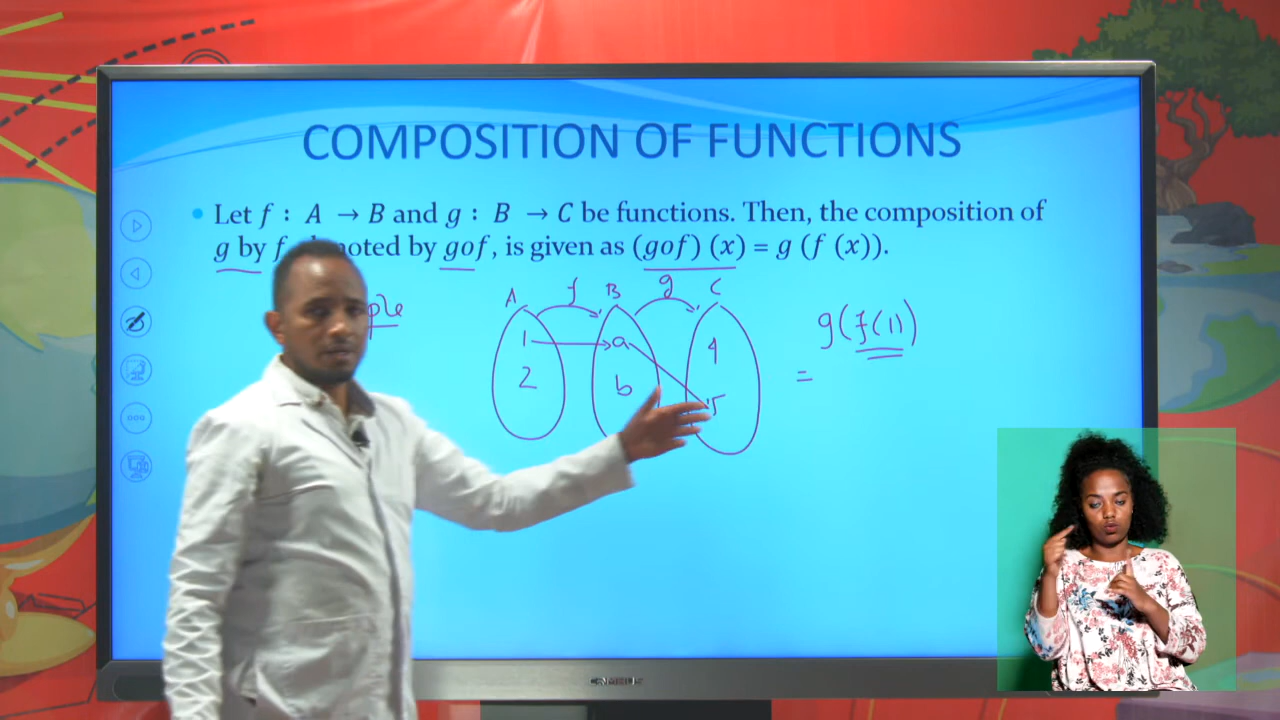 COMPOSITION OF FUNCTIONS
• Let f : A → B and g : B → C be functions. Then, the composition of
g by f, denoted by gof, is given as (gof) (x) = g (f (x)).
A f B g C
1 a 4 g(f(1))
2 b =
5